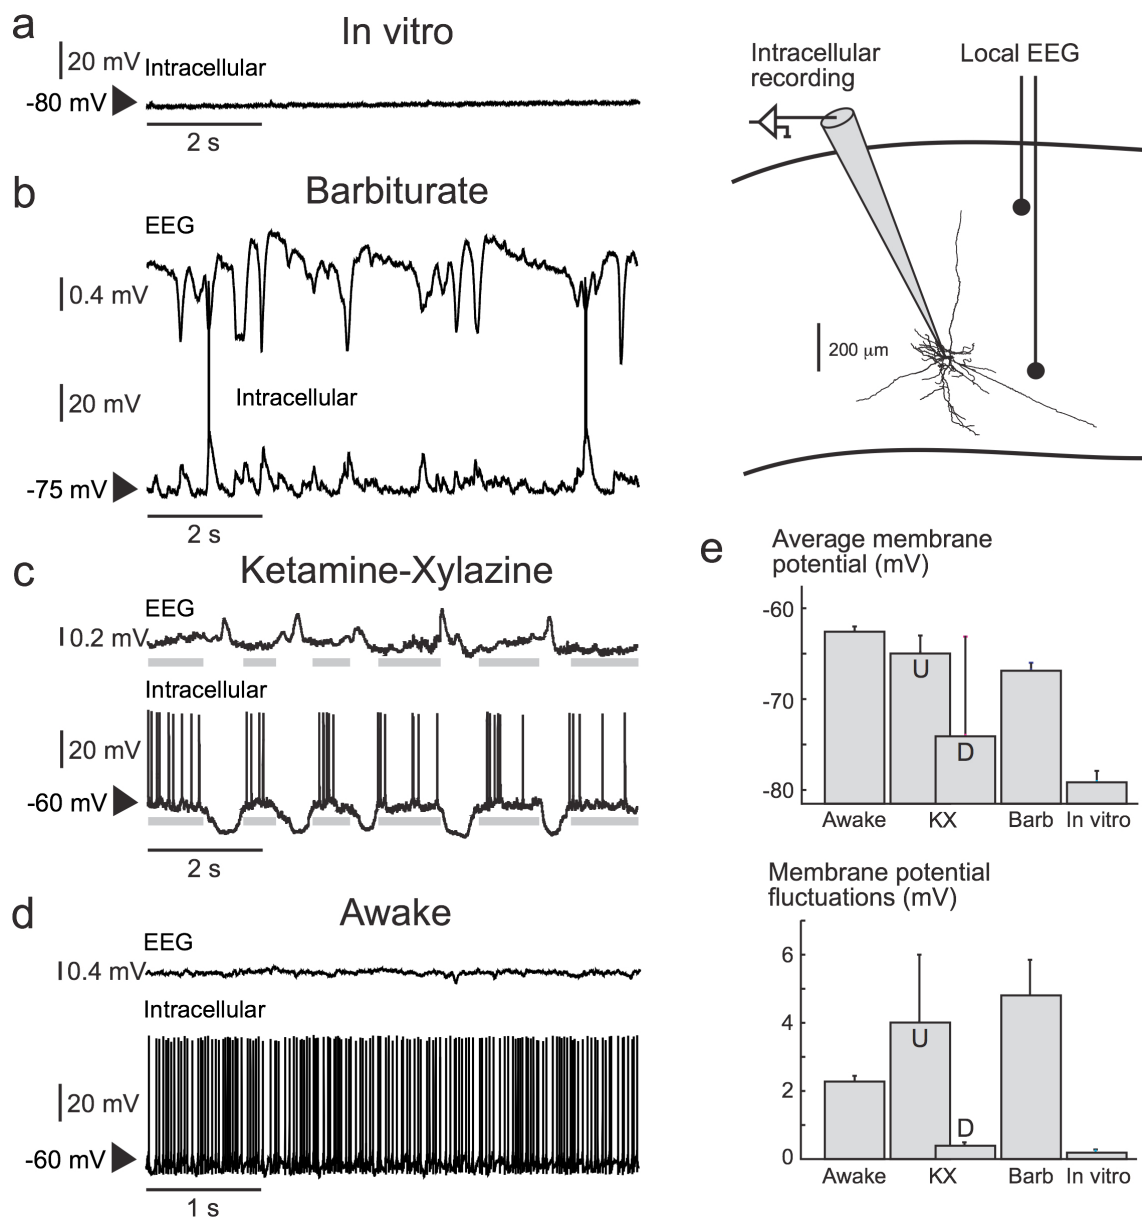 a
In vitro
20 mV
Intracellular
-80 mV
2 s
b
Barbiturate
EEG
0.4 mV
20 mV
Intracellular
-75 mV
2 s
c
Ketamine-Xylazine
EEG
0.2 mV
Intracellular
20 mV
-60 mV
2 s
d
Awake
EEG
0.4 mV
Intracellular
20 mV
-60 mV
1 s
Intracellular
recording
Local EEG
200 μm
e
Average membrane
potential (mV)
-60
-70
-80
U
D
Awake
KX
Barb
In vitro
Membrane potential
fluctuations (mV)
6
4
2
0
U
D
Awake
KX
Barb
In vitro